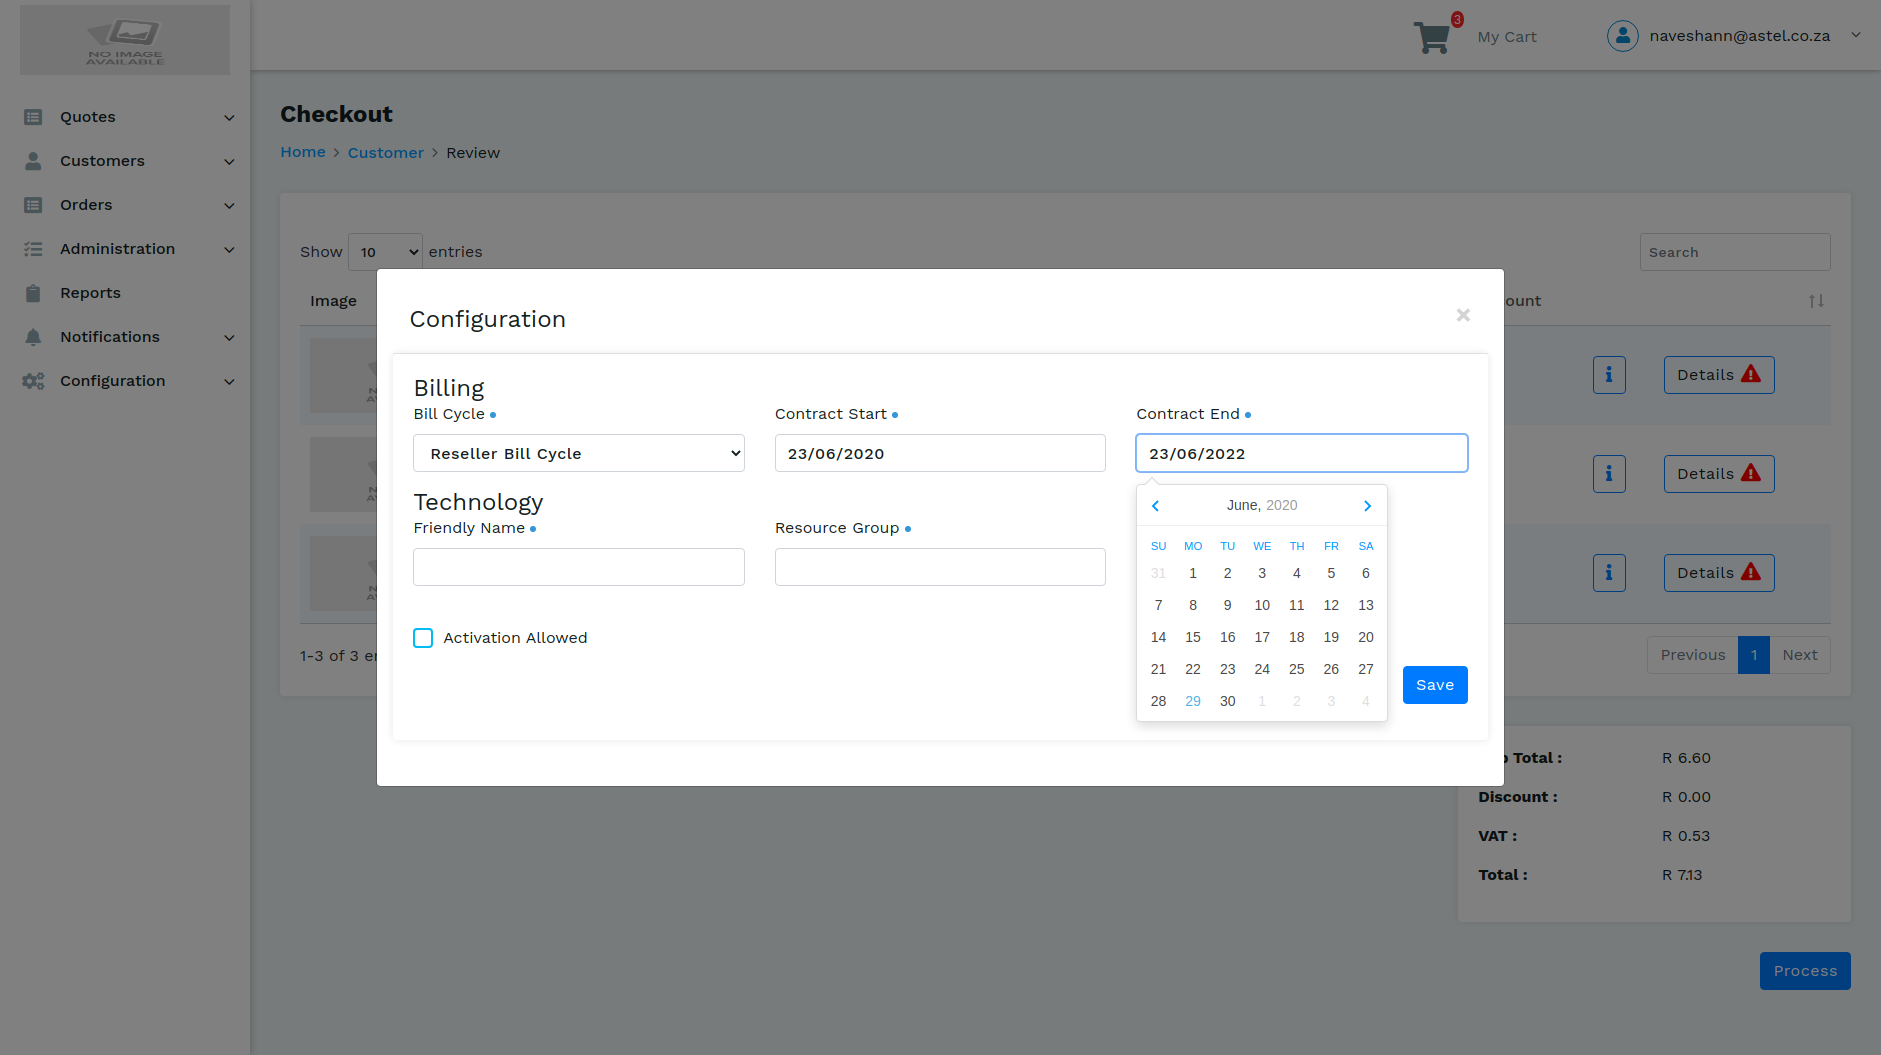 NO IMAGE
AVAILABLE
3
My Cart
naveshann@astel.co.za
Quotes
Customers
Orders
Administration
Reports
Notifications
Configuration
Checkout
Home > Customer > Review
Show 10 entries
Search
Image
ount
Details
Details
Details
1-3 of 3 e
Previous 1 Next
Configuration
×
Billing
Bill Cycle
Contract Start
Contract End
Reseller Bill Cycle
23/06/2020
23/06/2022
Technology
Friendly Name
Resource Group
Activation Allowed
June, 2020
SU MO TU WE TH FR SA
31 1 2 3 4 5 6
7 8 9 10 11 12 13
14 15 16 17 18 19 20
21 22 23 24 25 26 27
28 29 30 1 2 3 4
Save
Total : R 6.60
Discount : R 0.00
VAT : R 0.53
Total : R 7.13
Process